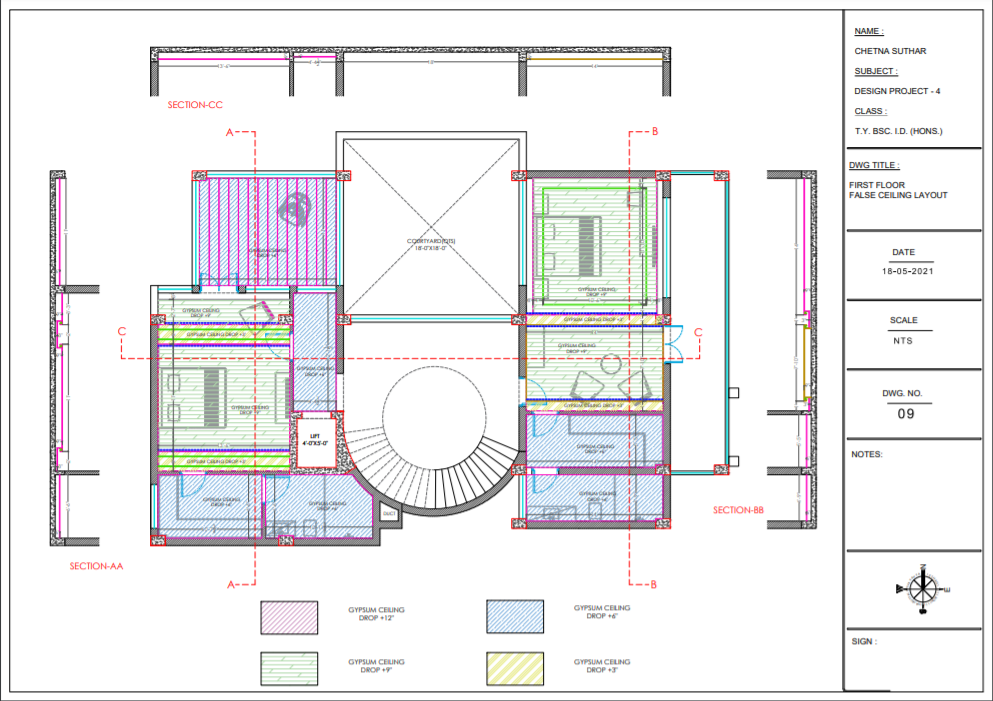 SECTION-CC
A
B
COURTYARD(OTS)
18'-0"X18'-0"
GYPSUM CEILING
DROP +9"
GYPSUM CEILING
DROP +9"
GYPSUM CEILING DROP +3"
GYPSUM CEILING DROP +3"
C
C
GYPSUM CEILING
DROP +9"
GYPSUM CEILING
DROP +6"
GYPSUM CEILING
DROP +9"
GYPSUM CEILING DROP +3"
LIFT
4'-0"X5'-0"
GYPSUM CEILING
DROP +6"
GYPSUM CEILING DROP +3"
GYPSUM CEILING
DROP +6"
GYPSUM CEILING
DROP +6"
GYPSUM CEILING
DROP +6"
DUCT
SECTION-AA
SECTION-BB
A
B
GYPSUM CEILING
DROP +12"
GYPSUM CEILING
DROP +6"
GYPSUM CEILING
DROP +9"
GYPSUM CEILING
DROP +3"
NAME :
CHETNA SUTHAR
SUBJECT :
DESIGN PROJECT - 4
CLASS :
T.Y. BSC. I.D. (HONS.)
DWG TITLE :
FIRST FLOOR
FALSE CEILING LAYOUT
DATE
18-05-2021
SCALE
NTS
DWG. NO.
09
NOTES:
N
W
E
S
SIGN :